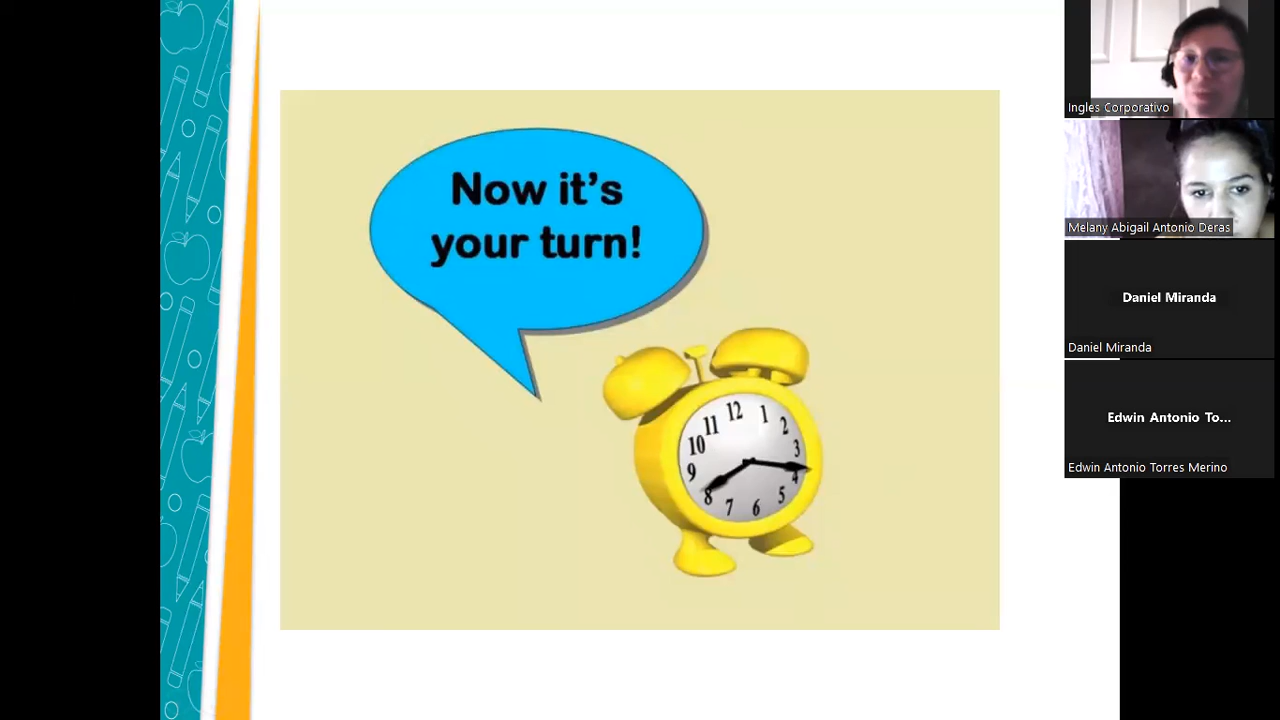 Now it's
your turn!
12
1
2
3
4
5
6
7
8
9
10
11
Ingles Corporativo
Melany Abigail Antonio Deras
Daniel Miranda
Daniel Miranda
Edwin Antonio To...
Edwin Antonio Torres Merino